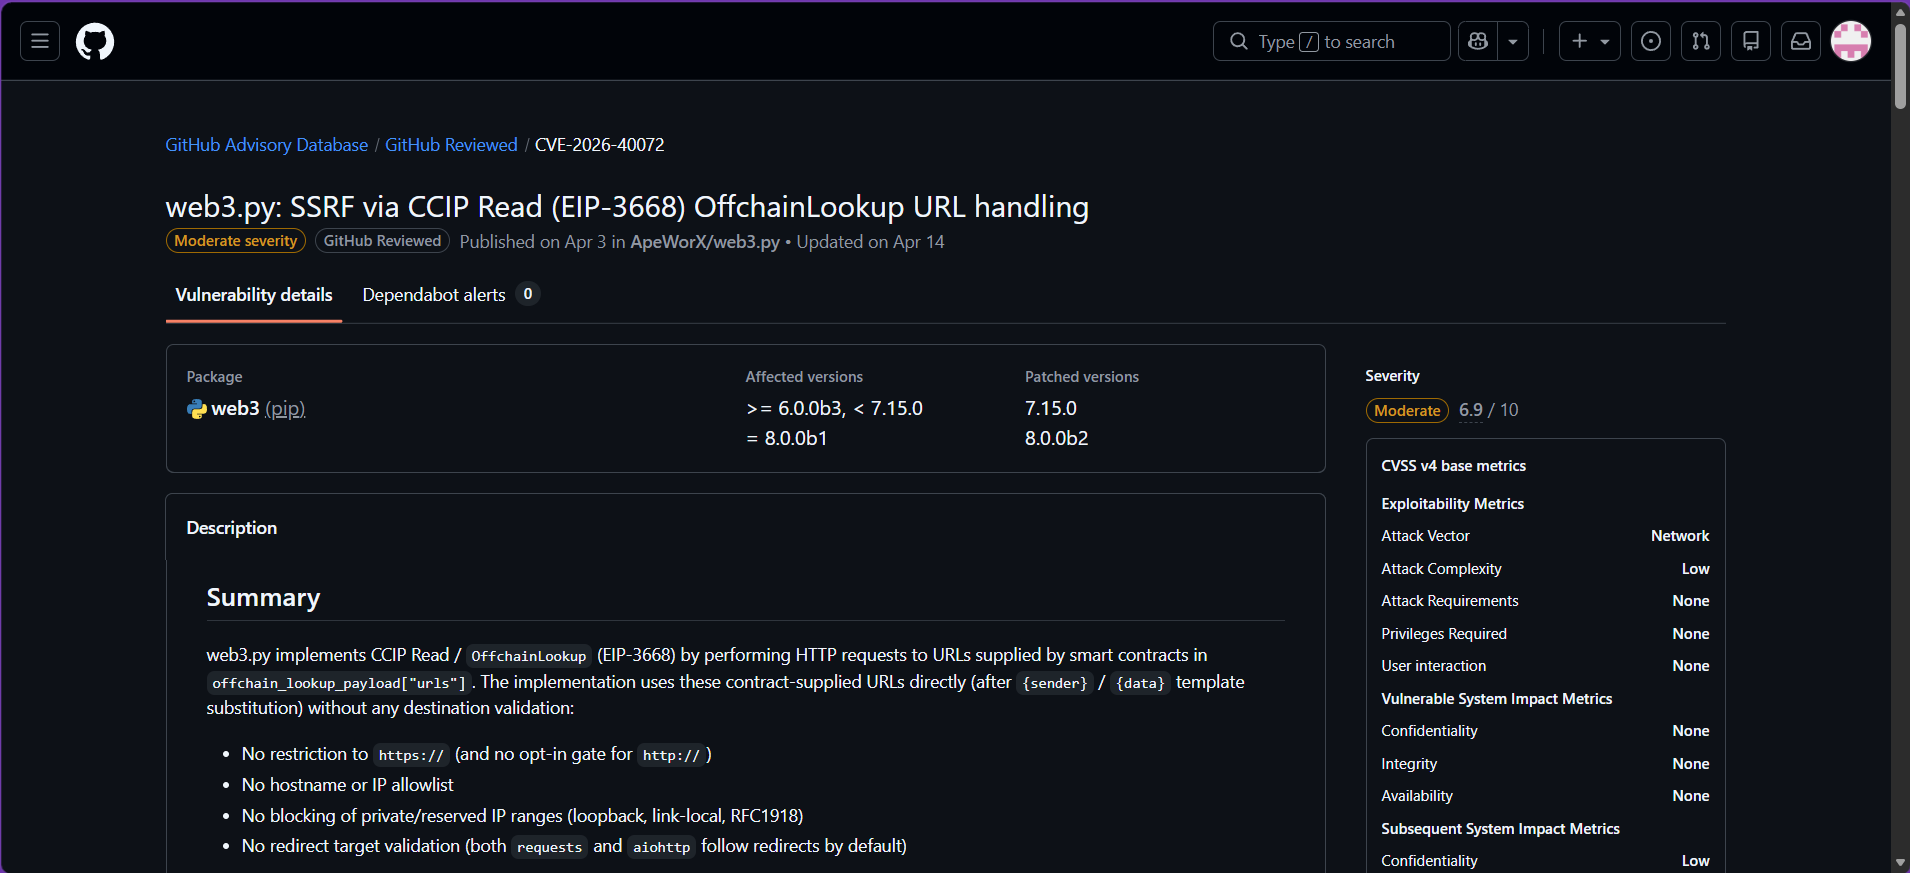 Type / to search
GitHub Advisory Database / GitHub Reviewed / CVE-2026-40072
web3.py: SSRF via CCIP Read (EIP-3668) OffchainLookup URL handling
Moderate severity GitHub Reviewed Published on Apr 3 in ApeWorX/web3.py • Updated on Apr 14
Vulnerability details Dependabot alerts 0
Package
web3 (pip)
Affected versions
>= 6.0.0b3, < 7.15.0
= 8.0.0b1
Patched versions
7.15.0
8.0.0b2
Description
Summary
web3.py implements CCIP Read / OffchainLookup (EIP-3668) by performing HTTP requests to URLs supplied by smart contracts in
offchain_lookup_payload["urls"]. The implementation uses these contract-supplied URLs directly (after {sender} / {data} template
substitution) without any destination validation:
• No restriction to https:// (and no opt-in gate for http://)
• No hostname or IP allowlist
• No blocking of private/reserved IP ranges (loopback, link-local, RFC1918)
• No redirect target validation (both requests and aiohttp follow redirects by default)
Severity
Moderate 6.9 / 10
CVSS v4 base metrics
Exploitability Metrics
Attack Vector Network
Attack Complexity Low
Attack Requirements None
Privileges Required None
User interaction None
Vulnerable System Impact Metrics
Confidentiality None
Integrity None
Availability None
Subsequent System Impact Metrics
Confidentiality Low